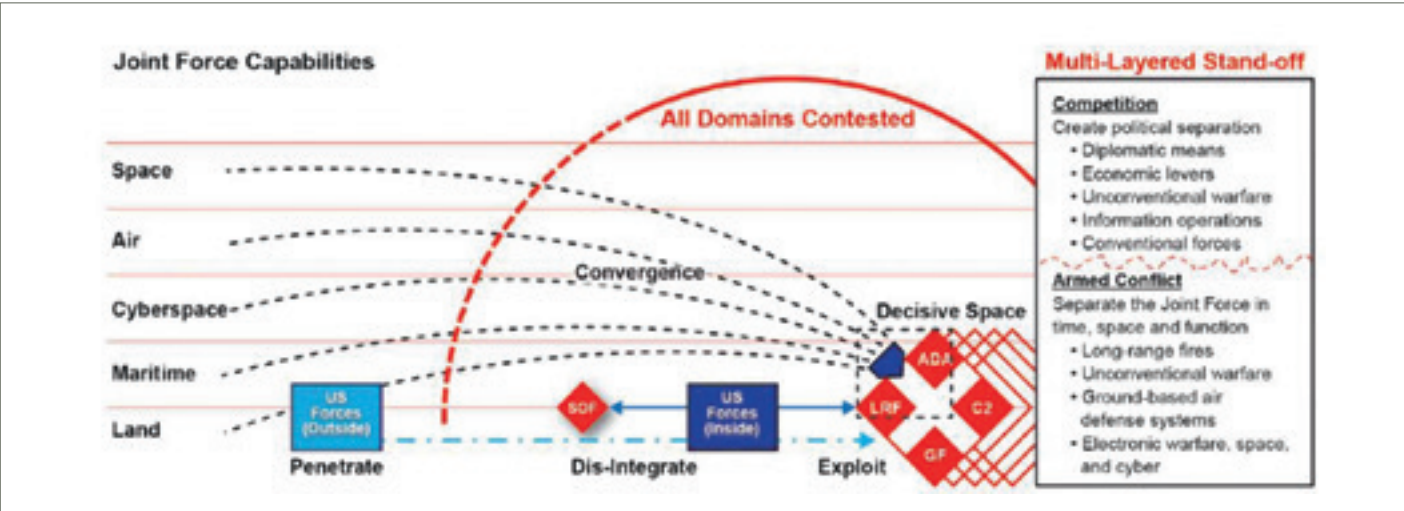 Joint Force Capabilities
Multi-Layered Stand-off
All Domains Contested
Space
Air
Cyberspace
Maritime
Land
Convergence
Decisive Space
US
Forces
(Outside)
SOF
US
Forces
(Inside)
ADA
LRF
C2
GF
Penetrate
Dis-Integrate
Exploit
Competition
Create political separation
• Diplomatic means
• Economic levers
• Unconventional warfare
• Information operations
• Conventional forces
Armed Conflict
Separate the Joint Force in
time, space and function
• Long-range fires
• Unconventional warfare
• Ground-based air
defense systems
• Electronic warfare, space,
and cyber